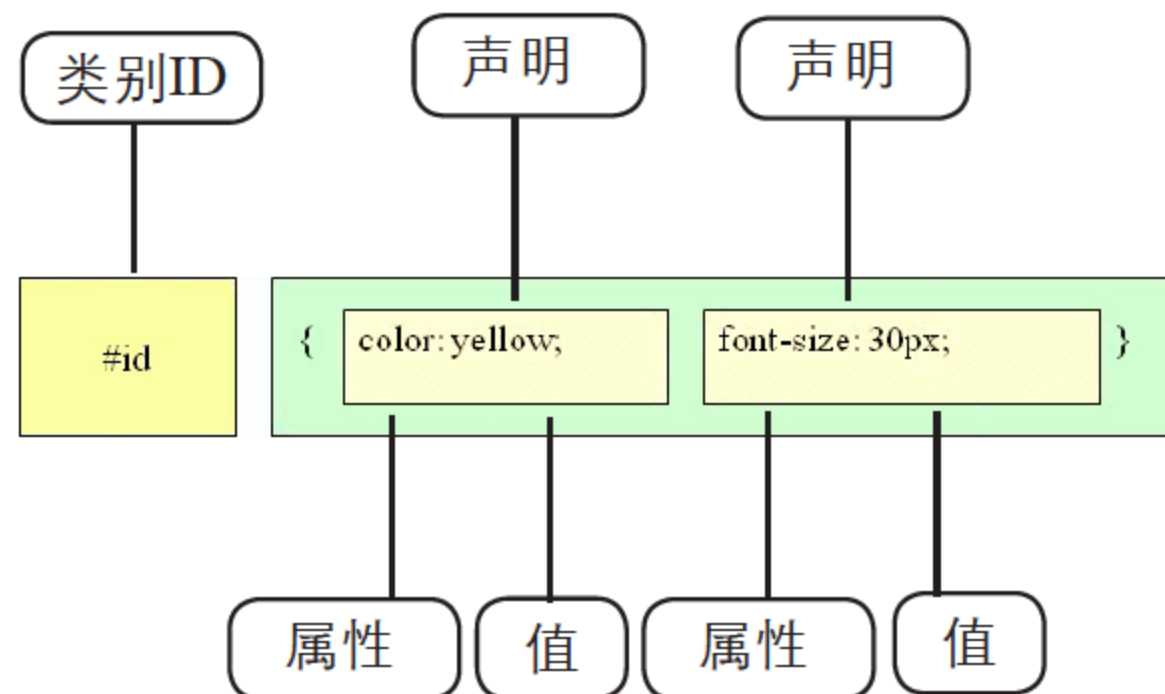 类别ID
声明
声明
#id
{ color: yellow; font-size: 30px; }
属性
值
属性
值